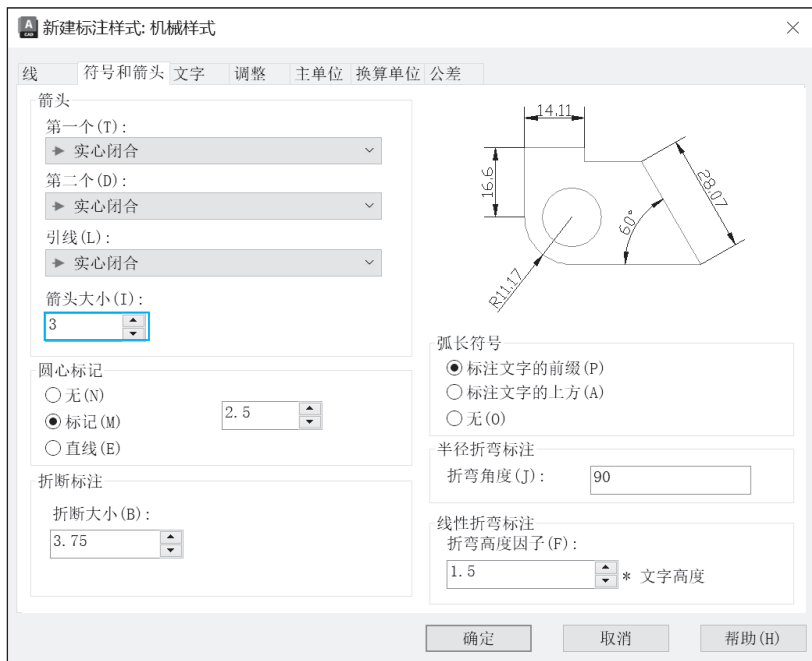 A CAD 新建标注样式: 机械样式
线 符号和箭头 文字 调整 主单位 换算单位 公差
箭头
第一个(T):
实心闭合
第二个(D):
实心闭合
引线(L):
实心闭合
箭头大小(I):
3
圆心标记
无(N)
标记(M)
2.5
直线(E)
折断标注
折断大小(B):
3.75
14.11
16.6
28.07
60°
R11.17
弧长符号
标注文字的前缀(P)
标注文字的上方(A)
无(O)
半径折弯标注
折弯角度(J): 90
线性折弯标注
折弯高度因子(F):
1.5 * 文字高度
确定 取消 帮助(H)